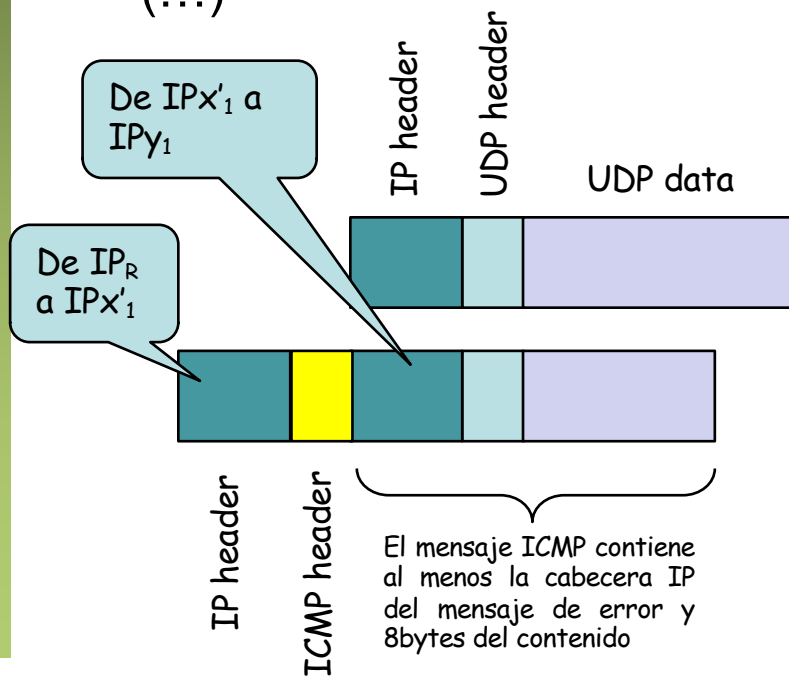 (...)
De IPx'₁ a
IPy₁
IP header
UDP header
UDP data
De IP_R
a IPx'₁
IP header
ICMP header
El mensaje ICMP contiene
al menos la cabecera IP
del mensaje de error y
8bytes del contenido